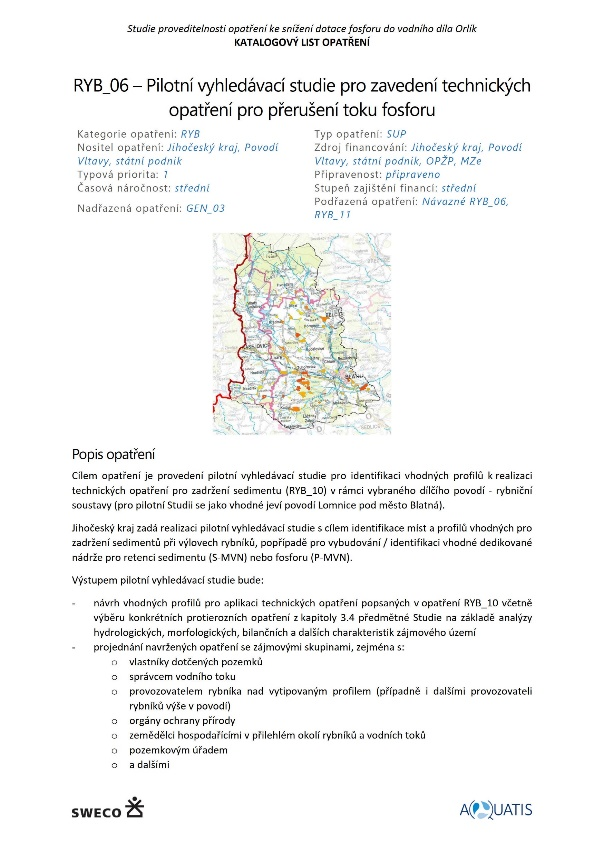 Studie proveditelnosti opatření ke snížení dotace fosforu do vodního díla Orlík
KATALOGOVÝ LIST OPATŘENÍ
RYB_06 – Pilotní vyhledávací studie pro zavedení technických
opatření pro přerušení toku fosforu
Kategorie opatření: RYB
Nositel opatření: Jihočeský kraj, Povodí
Vltavy, státní podnik
Typová priorita: 1
Časová náročnost: střední
Nadřazená opatření: GEN_03
Typ opatření: SUP
Zdroj financování: Jihočeský kraj, Povodí
Vltavy, státní podnik, OPŽP, MZe
Připravenost: připraveno
Stupeň zajištění financí: střední
Podřazená opatření: Návazné RYB_06,
RYB_11
Popis opatření
Cílem opatření je provedení pilotní vyhledávací studie pro identifikaci vhodných profilů k realizaci
technických opatření pro zadržení sedimentu (RYB_10) v rámci vybraného dílčího povodí - rybniční
soustavy (pro pilotní Studii se jako vhodné jeví povodí Lomnice pod město Blatná).
Jihočeský kraj zadá realizaci pilotní vyhledávací studie s cílem identifikace míst a profilů vhodných pro
zadržení sedimentů při výlovech rybníků, popřípadě pro vybudování / identifikaci vhodné dedikované
nádrže pro retenci sedimentu (S-MVN) nebo fosforu (P-MVN).
Výstupem pilotní vyhledávací studie bude:
- návrh vhodných profilů pro aplikaci technických opatření popsaných v opatření RYB_10 včetně
výběru konkrétních protierozních opatření z kapitoly 3.4 předmětné Studie na základě analýzy
hydrologických, morfologických, bilančních a dalších charakteristik zájmového území
- projednání navržených opatření se zájmovými skupinami, zejména s:
o vlastníky dotčených pozemků
o správcem vodního toku
o provozovatelem rybníka nad vytipovaným profilem (případně i dalšími provozovateli
rybníků výše v povodí)
o orgány ochrany přírody
o zemědělci hospodařícími v přilehlém okolí rybníků a vodních toků
o pozemkovým úřadem
o a dalšími
SWECO
AQUATIS